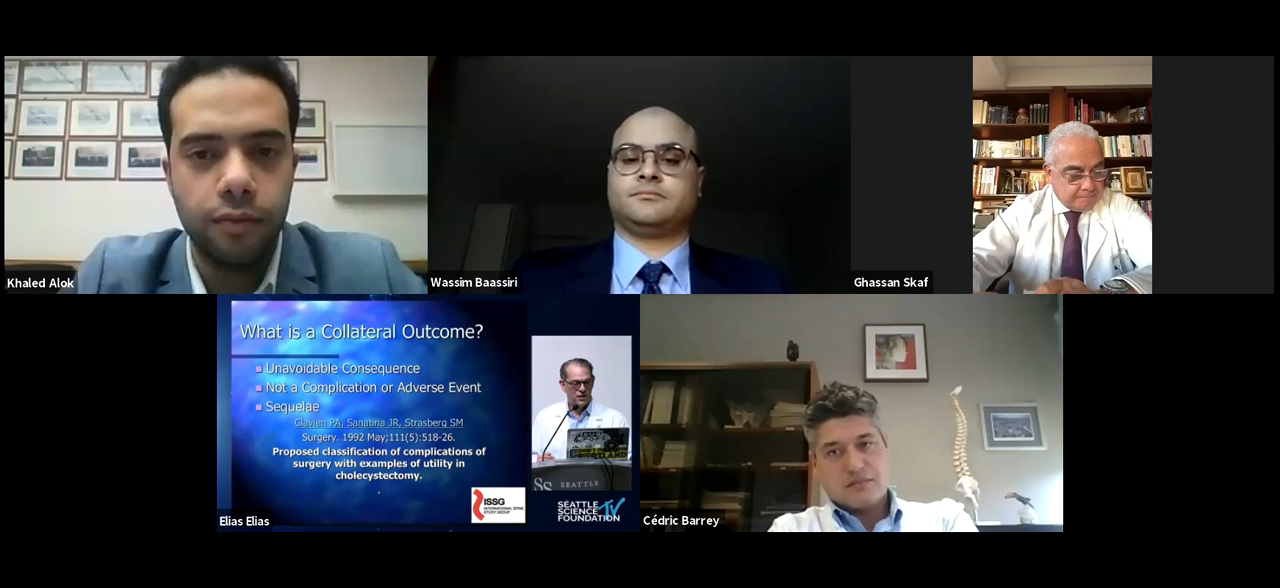 Khaled Alok
Wassim Baassiri
Ghassan Skaf
What is a Collateral Outcome?
Unavoidable Consequence
Not a Complication or Adverse Event
Sequelae
Clavien PA, Sanabria JR, Strasberg SM
Surgery. 1992 May;111(5):518-26.
Proposed classification of complications of
surgery with examples of utility in
cholecystectomy.
ISSG
INTERNATIONAL SPINE
STUDY GROUP
SS SEATTLE
SEATTLE
SCIENCE
FOUNDATION
TV
Elias Elias
Cédric Barrey